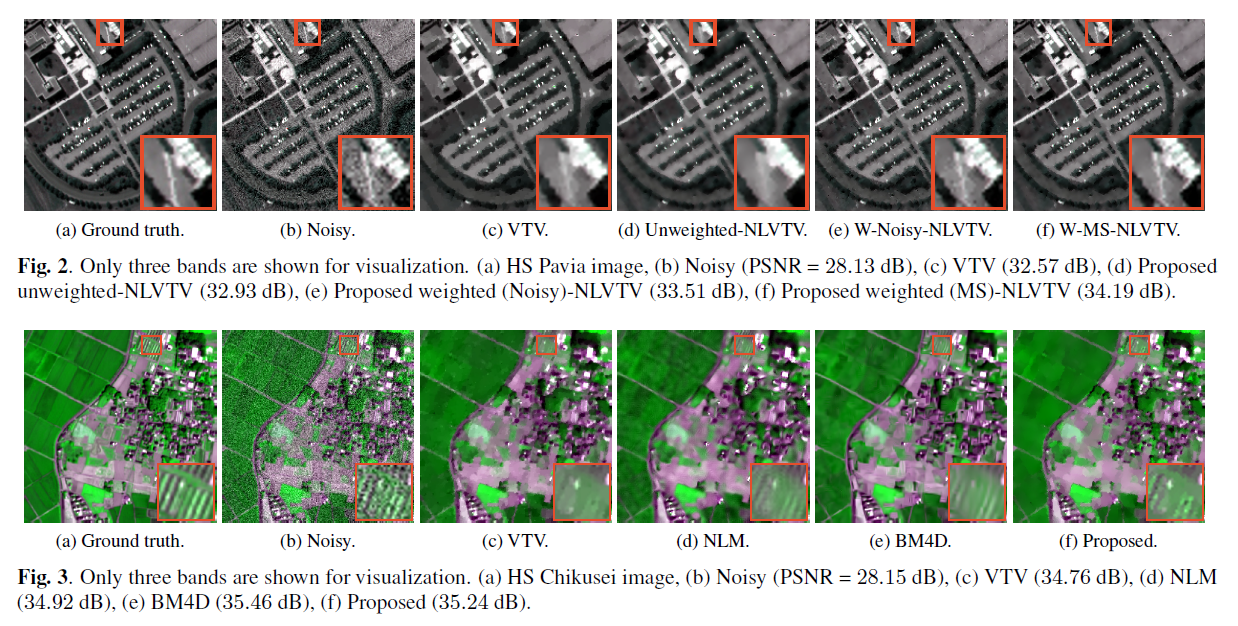 (a) Ground truth. (b) Noisy. (c) VTV. (d) Unweighted-NLVTV. (e) W-Noisy-NLVTV. (f) W-MS-NLVTV.
Fig. 2. Only three bands are shown for visualization. (a) HS Pavia image, (b) Noisy (PSNR = 28.13 dB), (c) VTV (32.57 dB), (d) Proposed
unweighted-NLVTV (32.93 dB), (e) Proposed weighted (Noisy)-NLVTV (33.51 dB), (f) Proposed weighted (MS)-NLVTV (34.19 dB).
(a) Ground truth. (b) Noisy. (c) VTV. (d) NLM. (e) BM4D. (f) Proposed.
Fig. 3. Only three bands are shown for visualization. (a) HS Chikusei image, (b) Noisy (PSNR = 28.15 dB), (c) VTV (34.76 dB), (d) NLM
(34.92 dB), (e) BM4D (35.46 dB), (f) Proposed (35.24 dB).